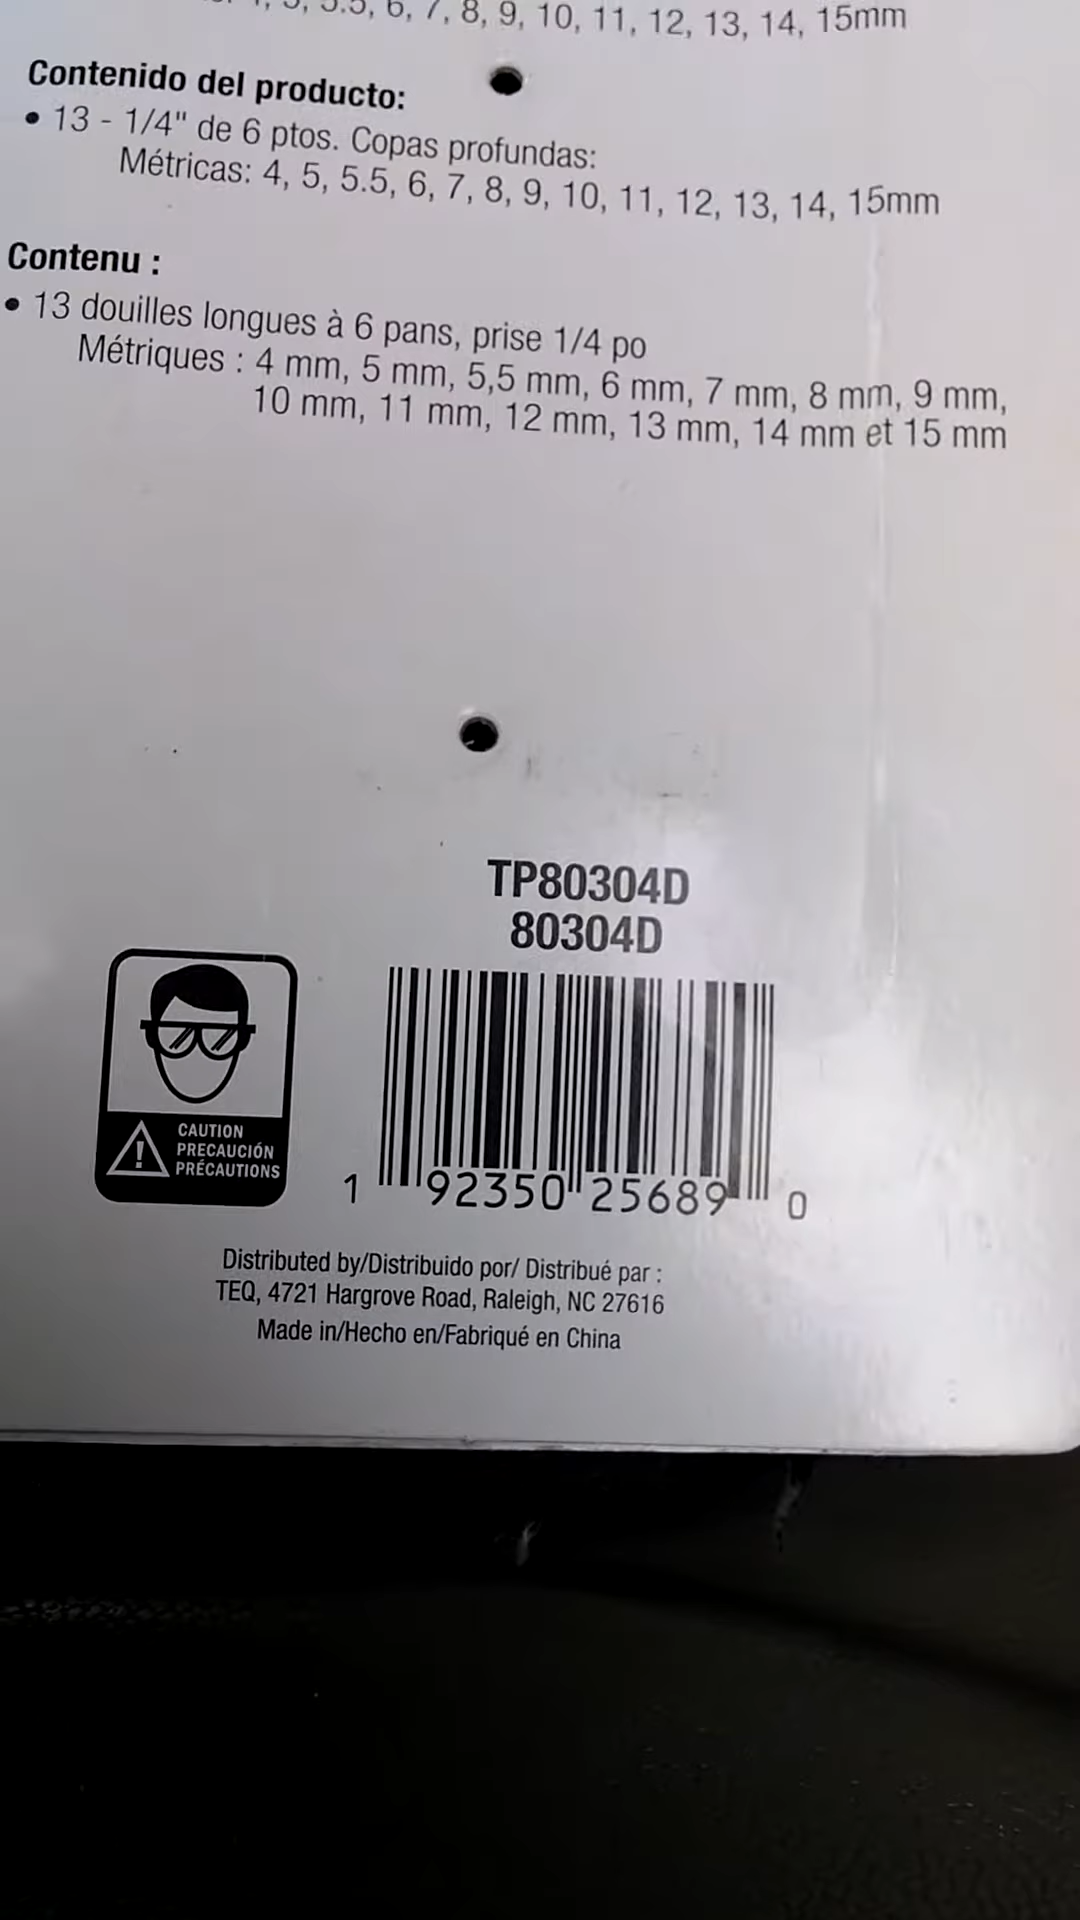 5.5, 6, 7, 8, 9, 10, 11, 12, 13, 14, 15mm
Contenido del producto:
• 13 - 1/4" de 6 ptos. Copas profundas:
Métricas: 4, 5, 5.5, 6, 7, 8, 9, 10, 11, 12, 13, 14, 15mm
Contenu :
• 13 douilles longues à 6 pans, prise 1/4 po
Métriques : 4 mm, 5 mm, 5,5 mm, 6 mm, 7 mm, 8 mm, 9 mm,
10 mm, 11 mm, 12 mm, 13 mm, 14 mm et 15 mm
TP80304D
80304D
CAUTION
PRECAUCIÓN
PRÉCAUTIONS
1 92350 25689 0
Distributed by/Distribuido por/ Distribué par :
TEQ, 4721 Hargrove Road, Raleigh, NC 27616
Made in/Hecho en/Fabriqué en China